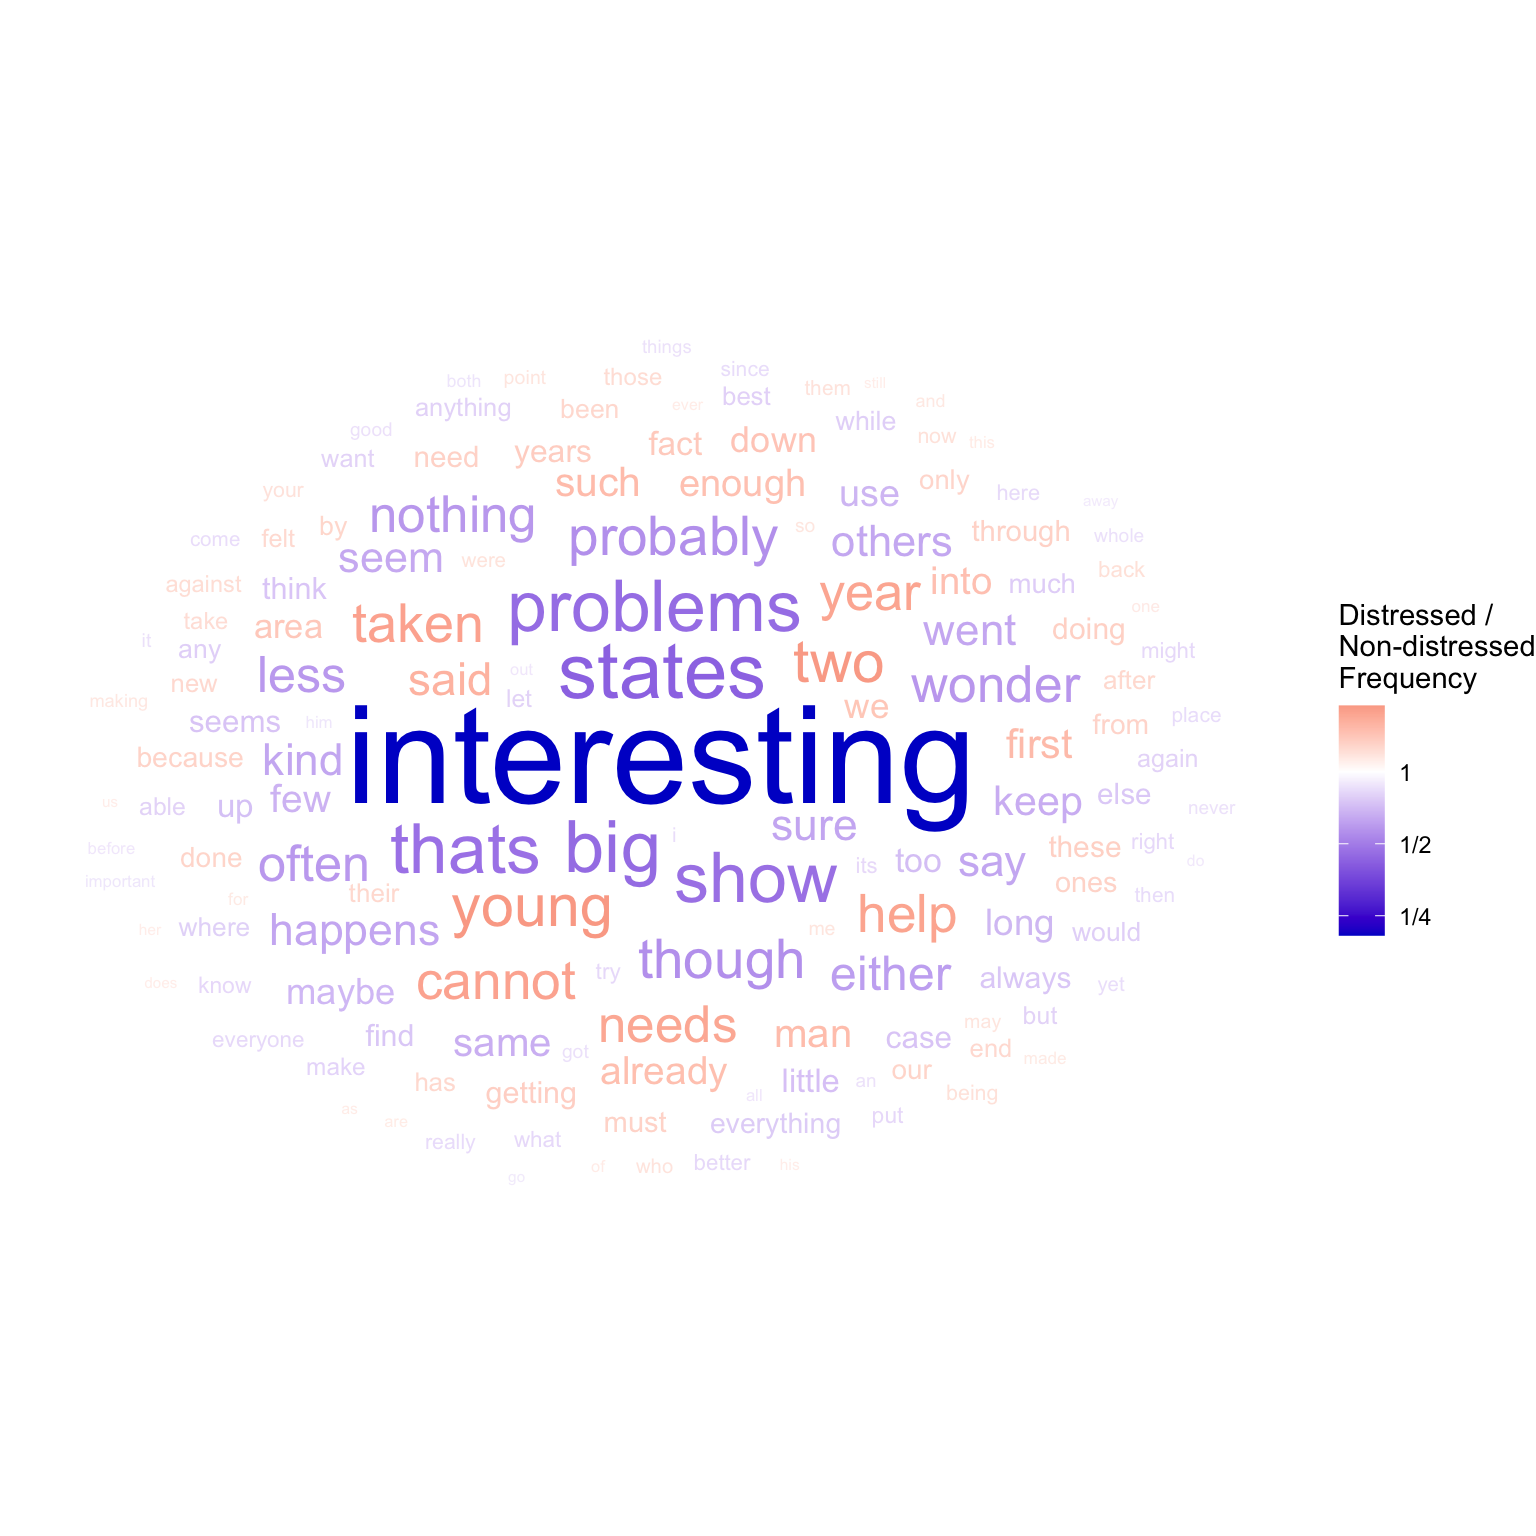 things
both point those since them still
anything been ever best while and
good want need years fact down now this
your such enough use only here away
come felt by nothing probably so others through whole
seem were
against think problems year into much back
take area taken went doing one
it any less said out states two wonder might
new let we after
making seems him interesting first from place
because kind again
us able up few keep else never
before thats big i sure these right
important done often show its too say ones do
for their young help then
her where happens me long would
though either
does know maybe cannot try always yet
everyone find same got needs man case may but
make already end made
has getting all little an our being
as are must everything put
really what of who better his
go
Distressed /
Non-distressed
Frequency
1
1/2
1/4